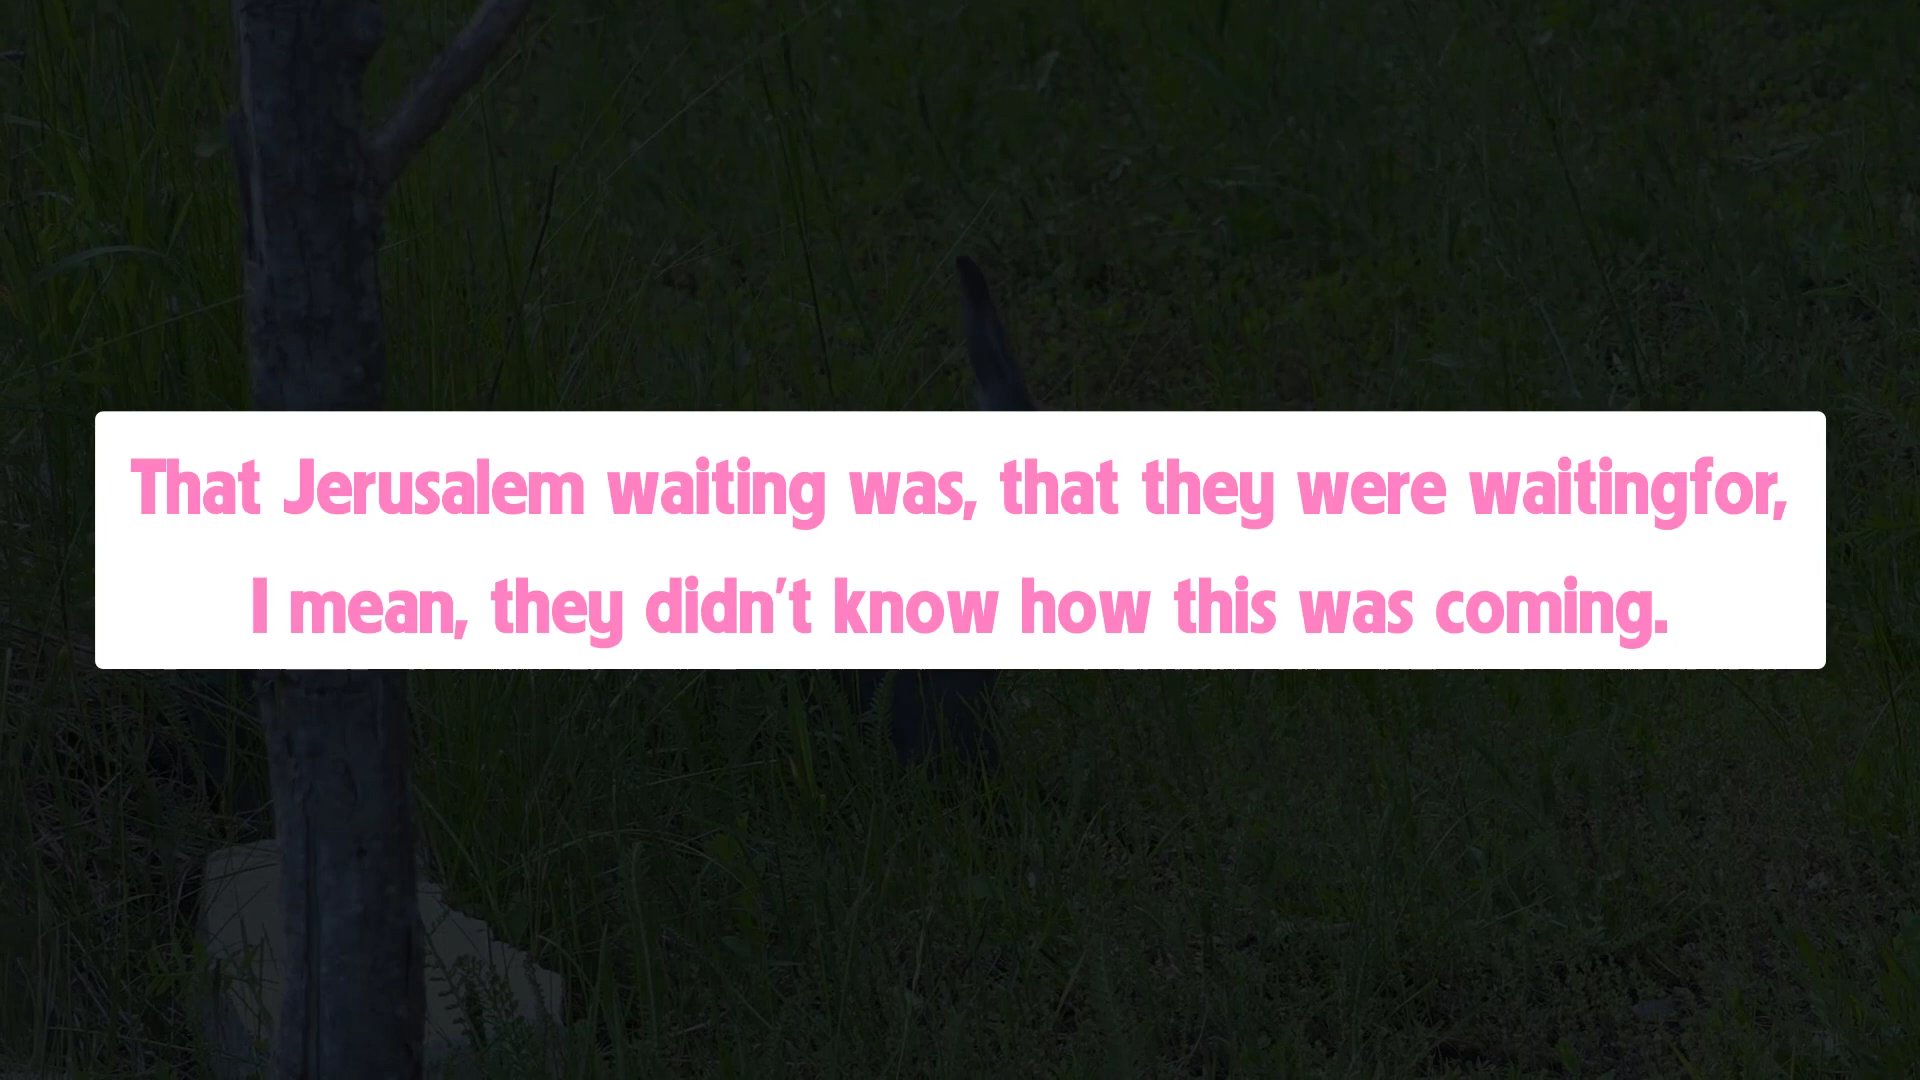 That Jerusalem waiting was, that they were waitingfor,
I mean, they didn't know how this was coming.